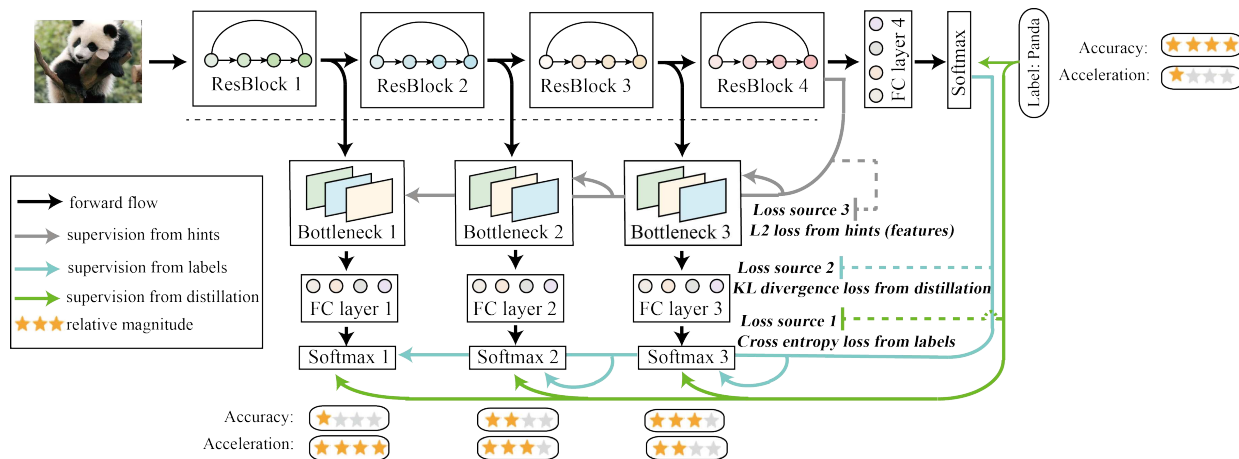 ResBlock 1
ResBlock 2
ResBlock 3
ResBlock 4
FC layer 4
Softmax
Label: Panda
Accuracy:
Acceleration:
forward flow
supervision from hints
supervision from labels
supervision from distillation
relative magnitude
Bottleneck 1
Bottleneck 2
Bottleneck 3
Loss source 3
L2 loss from hints (features)
Loss source 2
KL divergence loss from distillation
Loss source 1
Cross entropy loss from labels
FC layer 1
FC layer 2
FC layer 3
Softmax 1
Softmax 2
Softmax 3
Accuracy:
Acceleration: